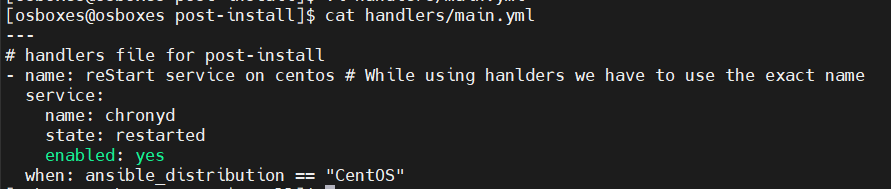 [osboxes@osboxes post-install]$ cat handlers/main.yml
---
# handlers file for post-install
- name: reStart service on centos # While using hanlders we have to use the exact name
  service:
    name: chronyd
    state: restarted
    enabled: yes
  when: ansible_distribution == "CentOS"